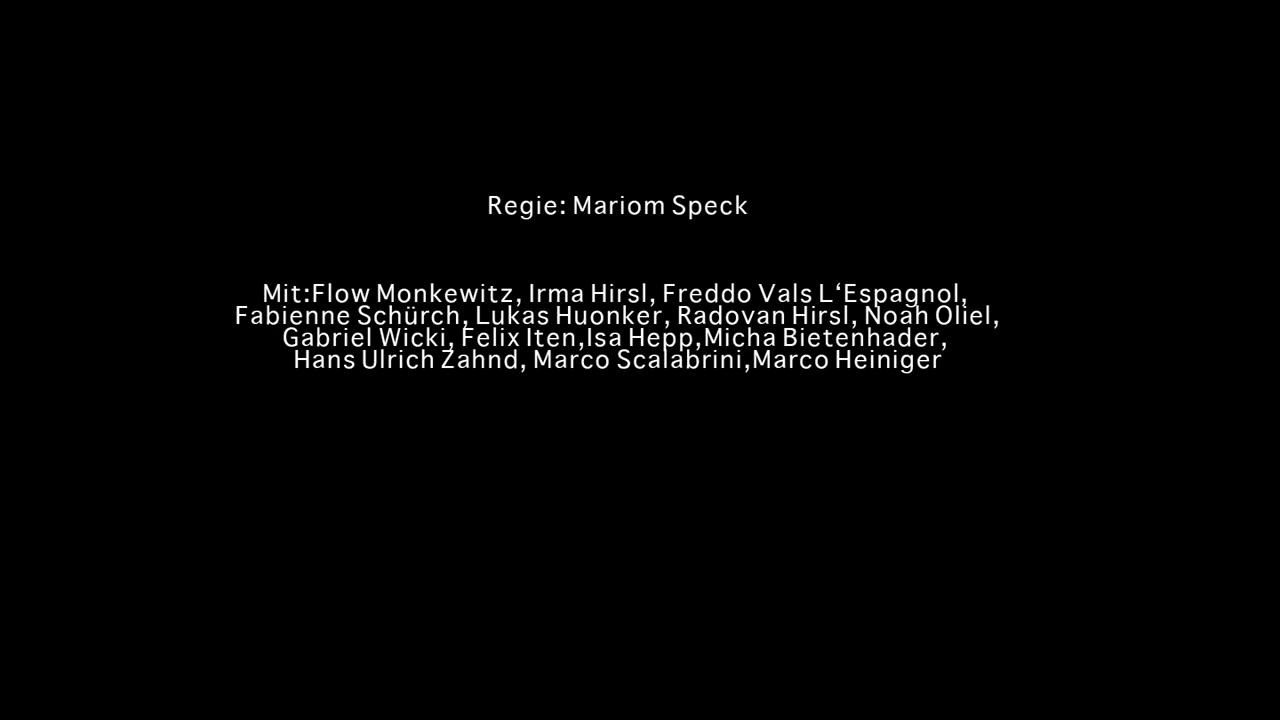 Regie: Mariom Speck
Mit:Flow Monkewitz, Irma Hirsl, Freddo Vals L‘Espagnol,
Fabienne Schürch, Lukas Huonker, Radovan Hirsl, Noah Oliel,
Gabriel Wicki, Felix Iten,Isa Hepp,Micha Bietenhader,
Hans Ulrich Zahnd, Marco Scalabrini,Marco Heiniger